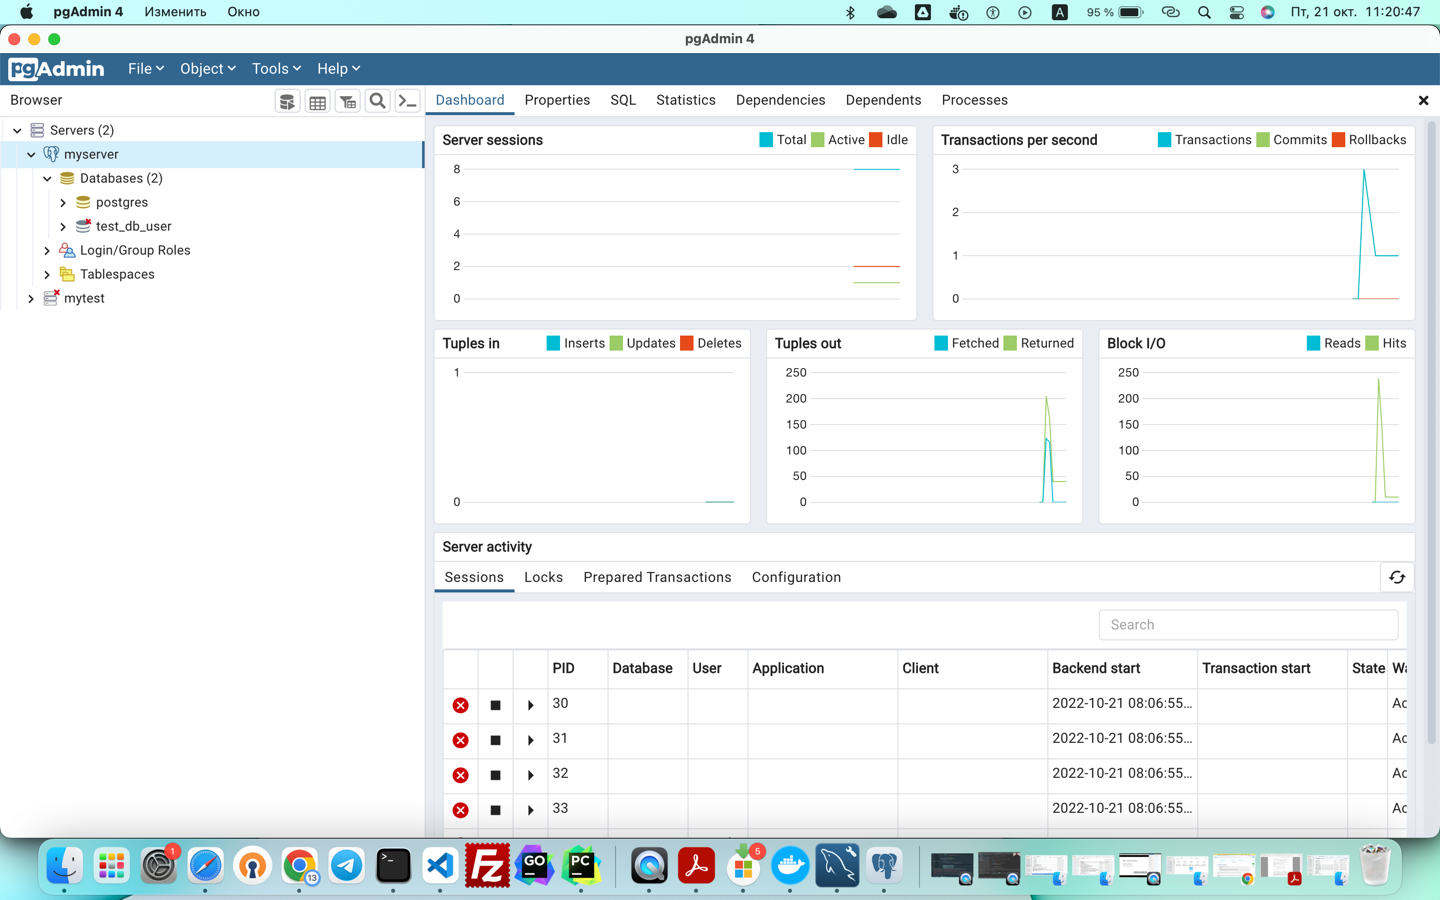 pgAdmin 4 Изменить Окно A 95 % Пт, 21 окт. 11:20:47
pgAdmin 4
pgAdmin File Object Tools Help
Browser
Dashboard Properties SQL Statistics Dependencies Dependents Processes
Servers (2)
myserver
Databases (2)
postgres
test_db_user
Login/Group Roles
Tablespaces
mytest
Server sessions Total Active Idle
8
6
4
2
0
Transactions per second Transactions Commits Rollbacks
3
2
1
0
Tuples in Inserts Updates Deletes
1
0
Tuples out Fetched Returned
250
200
150
100
50
0
Block I/O Reads Hits
250
200
150
100
50
0
Server activity
Sessions Locks Prepared Transactions Configuration
Search
PID Database User Application Client Backend start Transaction start State Wa
30 2022-10-21 08:06:55... Ac
31 2022-10-21 08:06:55... Ac
32 2022-10-21 08:06:55... Ac
33 2022-10-21 08:06:55... Ac
1 13 >_ FZ GO PC 5